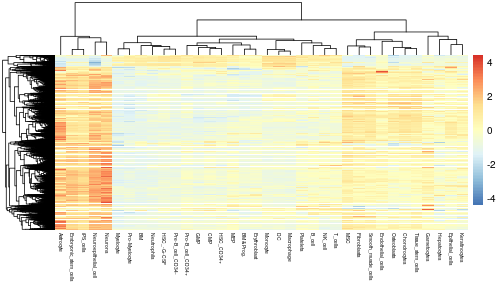 4
2
0
-2
-4
Astrocyte
Embryonic_stem_cells
iPS_cells
Neuroepithelial_cell
Neurons
Myelocyte
Pro-Myelocyte
BM
Neutrophils
HSC_-G-CSF
Pro-B_cell_CD34+
Pre-B_cell_CD34-
GMP
CMP
HSC_CD34+
MEP
BM & Prog.
Erythroblast
Monocyte
DC
Macrophage
Platelets
B_cell
NK_cell
T_cells
MSC
Fibroblasts
Smooth_muscle_cells
Endothelial_cells
Osteoblasts
Chondrocytes
Tissue_stem_cells
Gametocytes
Hepatocytes
Epithelial_cells
Keratinocytes